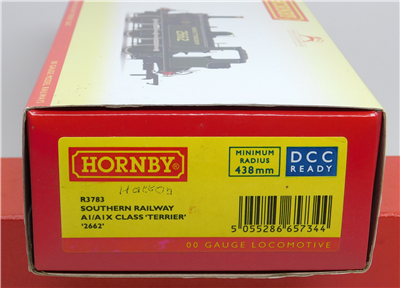 2662
HORNBY
MINIMUM
RADIUS
438mm
DCC
READY
R3783
SOUTHERN RAILWAY
A1/A1X CLASS 'TERRIER'
'2662'
5 055286 657344
00 GAUGE LOCOMOTIVE